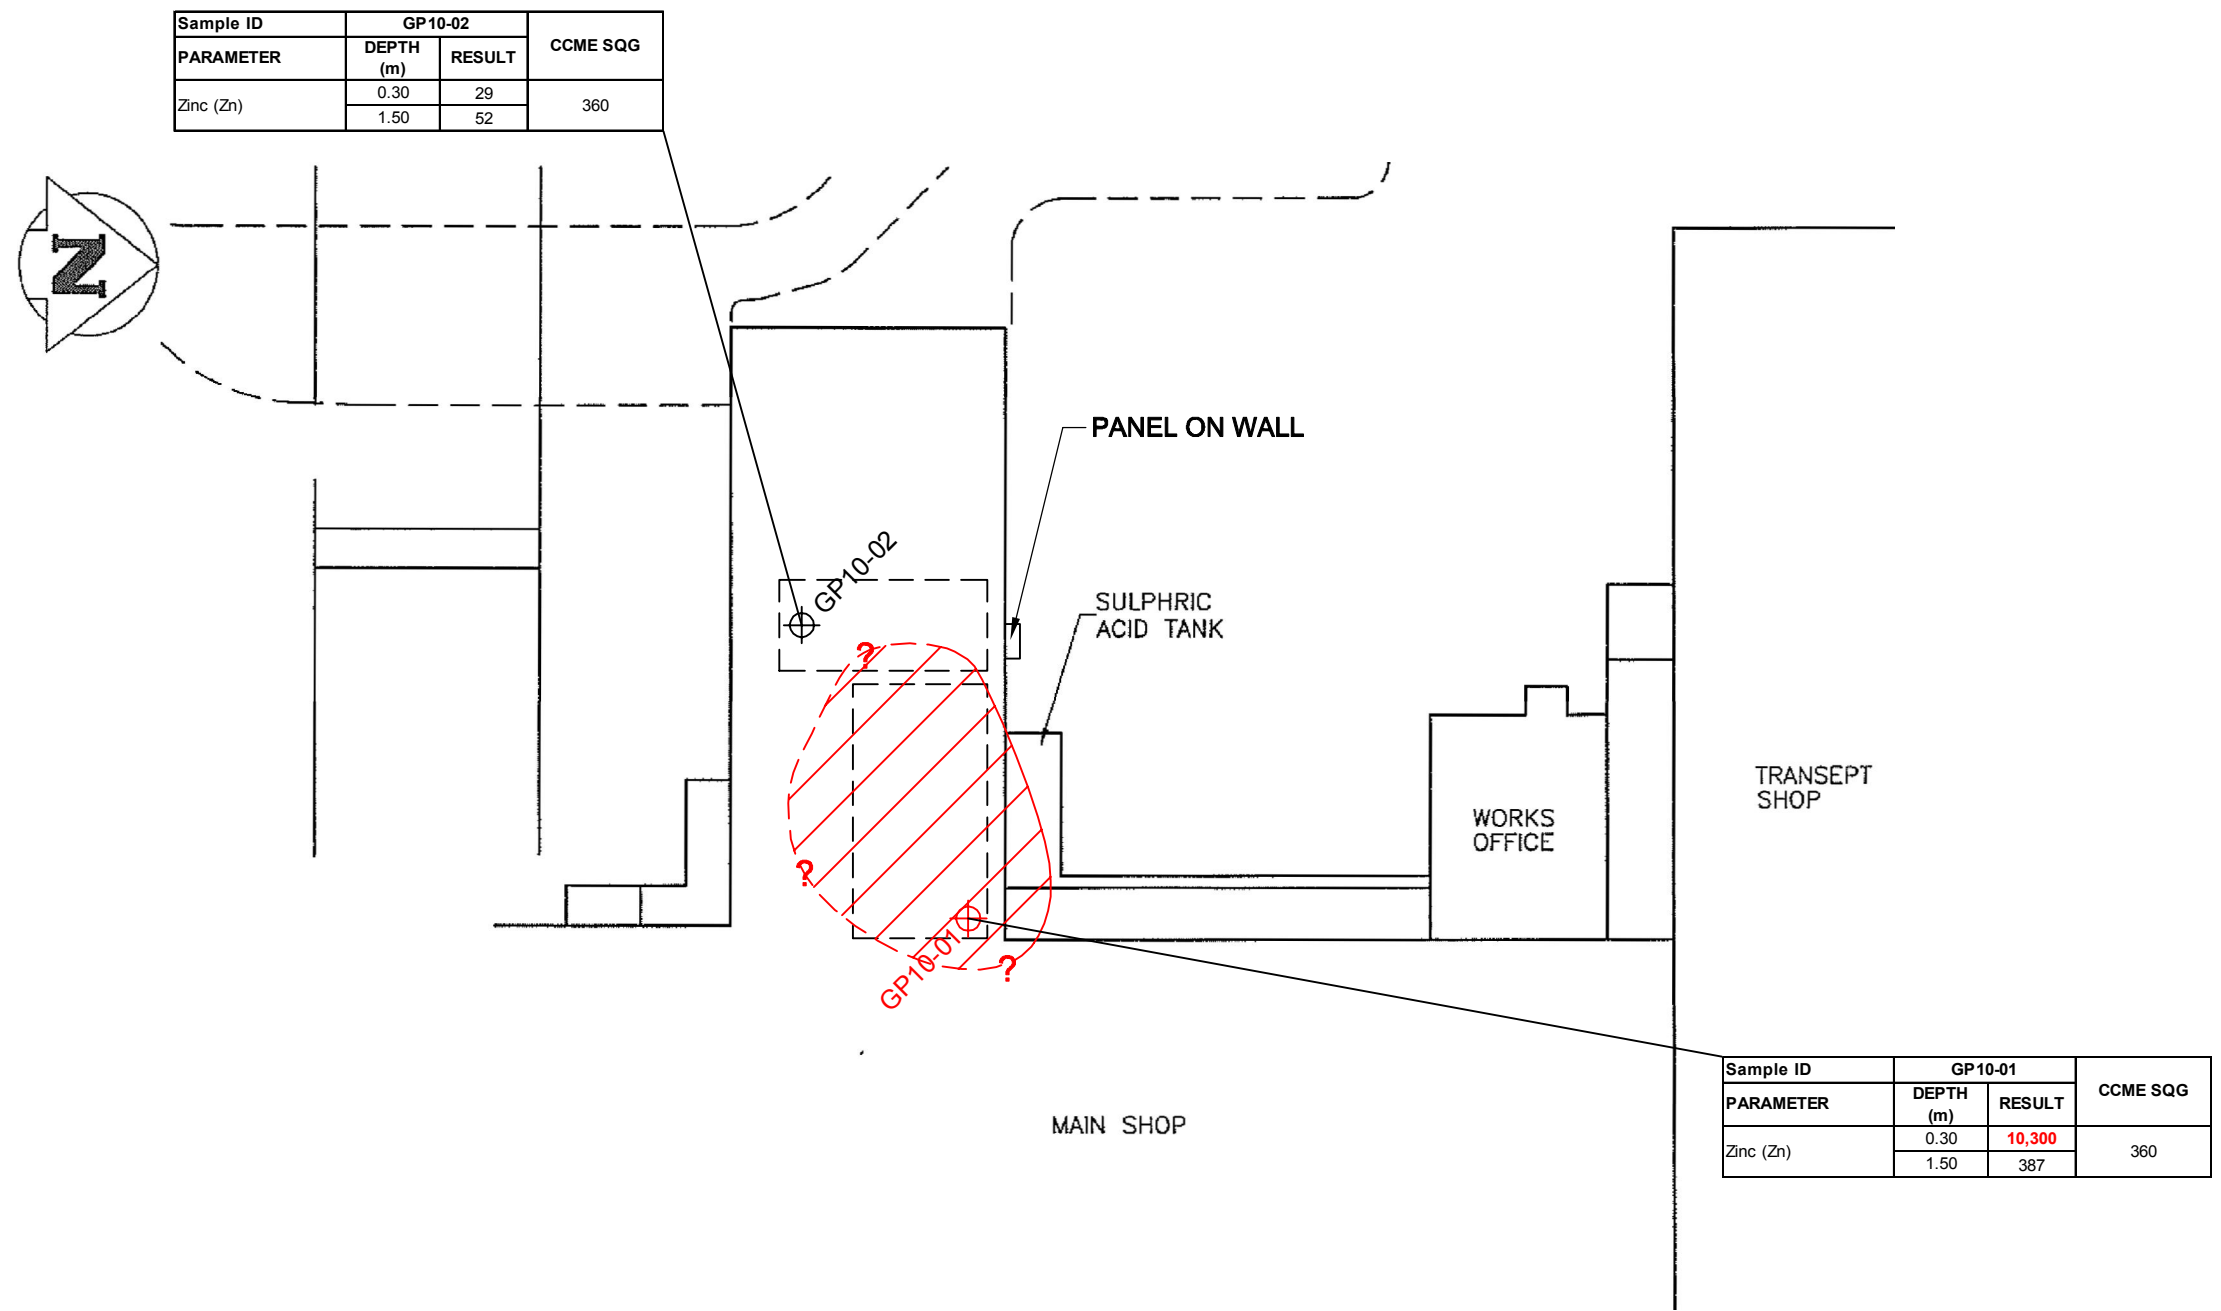 Sample ID GP10-02 CCME SQG
PARAMETER DEPTH (m) RESULT
Zinc (Zn) 0.30 29 360
1.50 52
N
PANEL ON WALL
GP10-02
SULPHRIC
ACID TANK
?
TRANSEPT
SHOP
WORKS
OFFICE
?
GP10-01
?
MAIN SHOP
Sample ID GP10-01 CCME SQG
PARAMETER DEPTH (m) RESULT
Zinc (Zn) 0.30 10,300 360
1.50 387